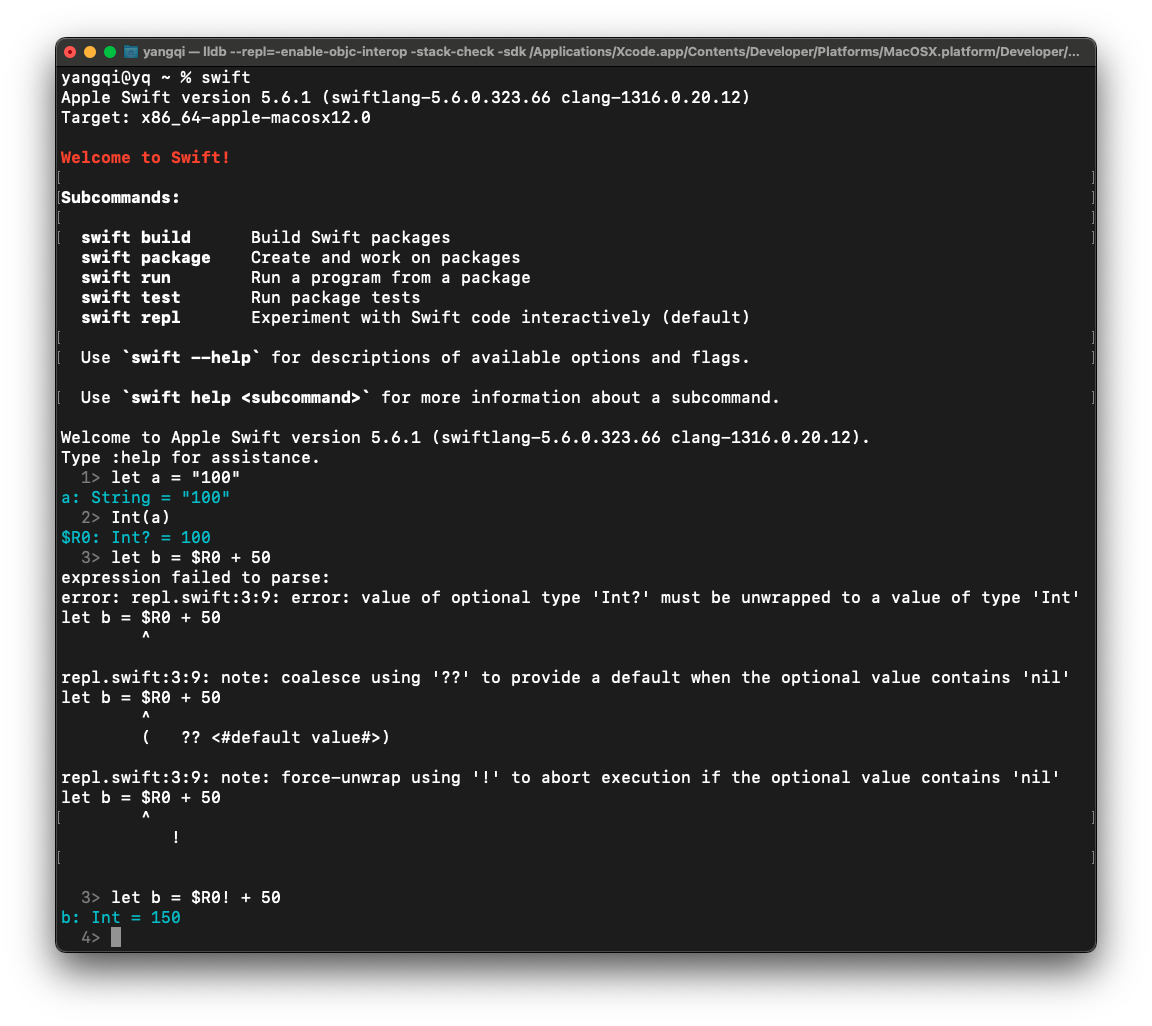 yangqi — lldb --repl=-enable-objc-interop -stack-check -sdk /Applications/Xcode.app/Contents/Developer/Platforms/MacOSX.platform/Developer/...
yangqi@yq ~ % swift
Apple Swift version 5.6.1 (swiftlang-5.6.0.323.66 clang-1316.0.20.12)
Target: x86_64-apple-macosx12.0
Welcome to Swift!
[ ]
[Subcommands: ]
[ ]
[ swift build Build Swift packages ]
swift package Create and work on packages
swift run Run a program from a package
swift test Run package tests
swift repl Experiment with Swift code interactively (default)
[ ]
[ Use `swift --help` for descriptions of available options and flags. ]
[ Use `swift help <subcommand>` for more information about a subcommand. ]
Welcome to Apple Swift version 5.6.1 (swiftlang-5.6.0.323.66 clang-1316.0.20.12).
Type :help for assistance.
1> let a = "100"
a: String = "100"
2> Int(a)
$R0: Int? = 100
3> let b = $R0 + 50
expression failed to parse:
error: repl.swift:3:9: error: value of optional type 'Int?' must be unwrapped to a value of type 'Int'
let b = $R0 + 50
^
repl.swift:3:9: note: coalesce using '??' to provide a default when the optional value contains 'nil'
let b = $R0 + 50
^
( ?? <#default value#>)
repl.swift:3:9: note: force-unwrap using '!' to abort execution if the optional value contains 'nil'
let b = $R0 + 50
[ ^ ]
!
[ ]
3> let b = $R0! + 50
b: Int = 150
4>